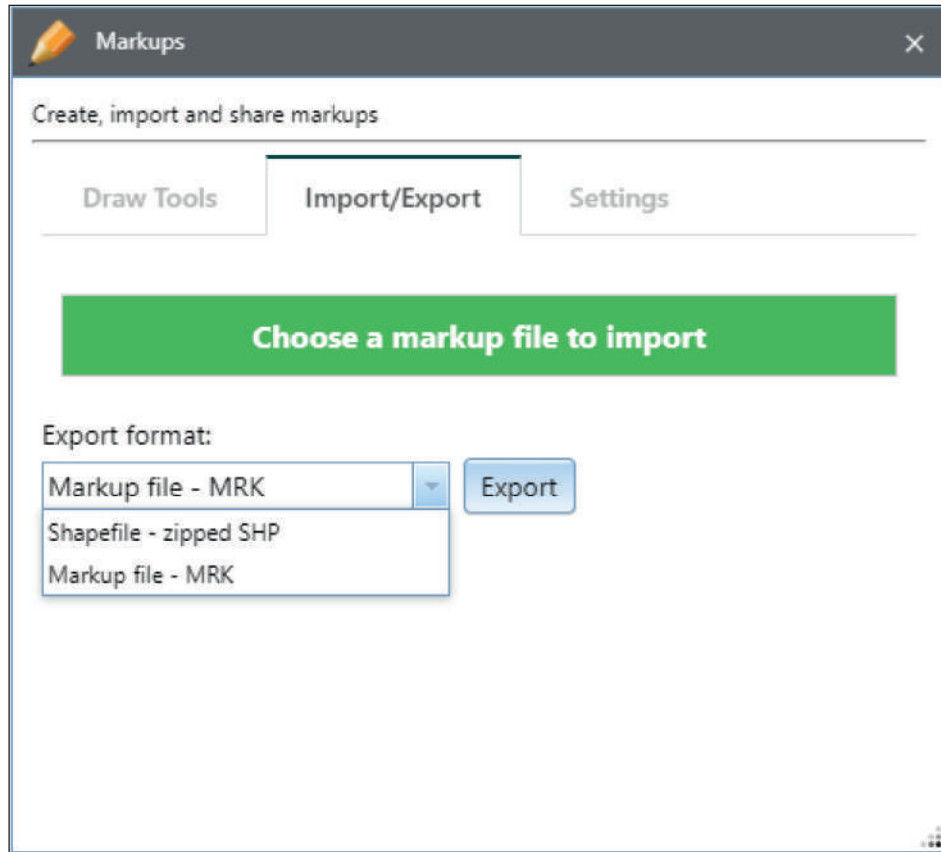 Markups
Create, import and share markups
Draw Tools Import/Export Settings
Choose a markup file to import
Export format:
Markup file - MRK Export
Shapefile - zipped SHP
Markup file - MRK